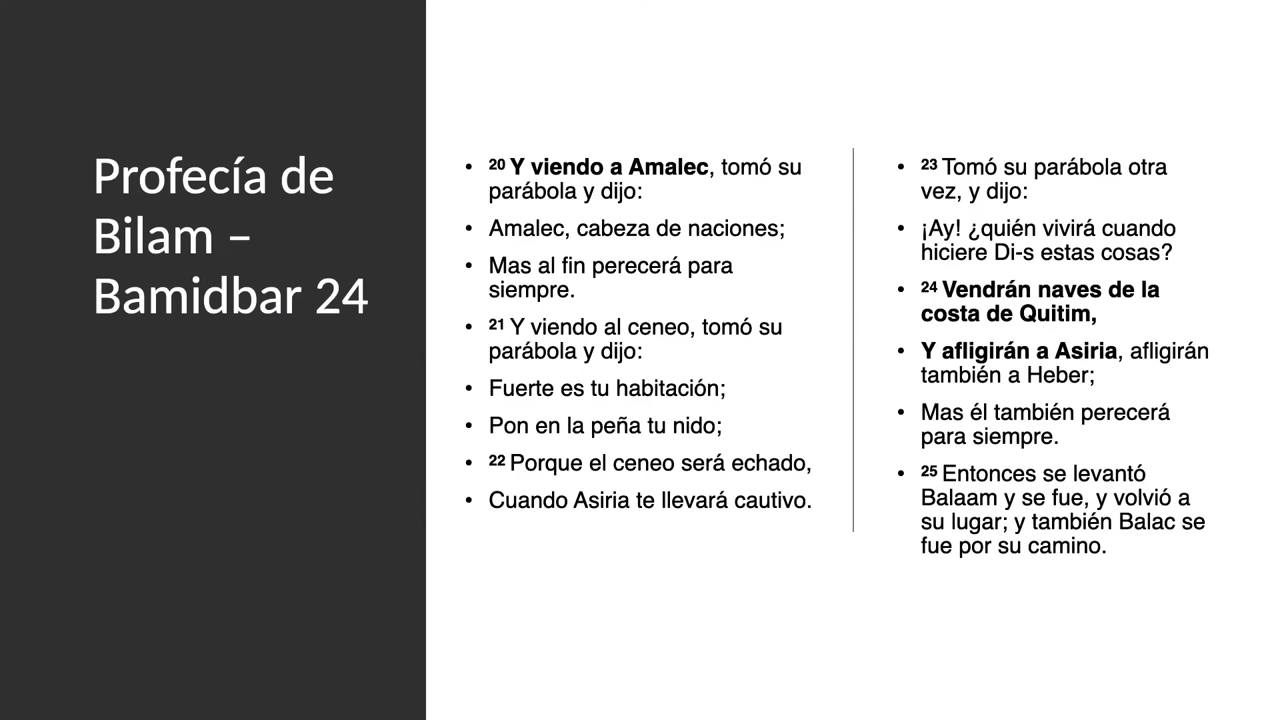 Profecía de
Bilam –
Bamidbar 24
• 20 Y viendo a Amalec, tomó su
parábola y dijo:
• Amalec, cabeza de naciones;
• Mas al fin perecerá para
siempre.
• 21 Y viendo al ceneo, tomó su
parábola y dijo:
• Fuerte es tu habitación;
• Pon en la peña tu nido;
• 22 Porque el ceneo será echado,
• Cuando Asiria te llevará cautivo.
• 23 Tomó su parábola otra
vez, y dijo:
• ¡Ay! ¿quién vivirá cuando
hiciere Di-s estas cosas?
• 24 Vendrán naves de la
costa de Quitim,
• Y afligirán a Asiria, afligirán
también a Heber;
• Mas él también perecerá
para siempre.
• 25 Entonces se levantó
Balaam y se fue, y volvió a
su lugar; y también Balac se
fue por su camino.